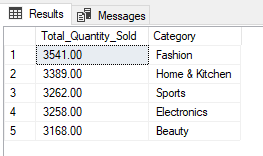 Results Messages
Total_Quantity_Sold Category
1 3541.00 Fashion
2 3389.00 Home & Kitchen
3 3262.00 Sports
4 3258.00 Electronics
5 3168.00 Beauty